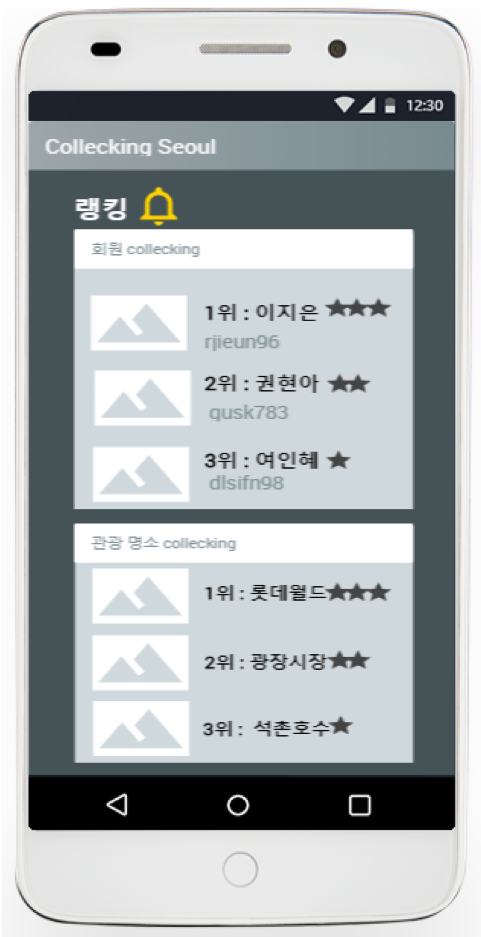 12:30
Collecking Seoul
랭킹
회원 collecking
1위 : 이지은 ★★★
rjieun96
2위 : 권현아 ★★
qusk783
3위 : 여인혜 ★
dlsifn98
관광 명소 collecking
1위 : 롯데월드★★★
2위 : 광장시장★★
3위 : 석촌호수★